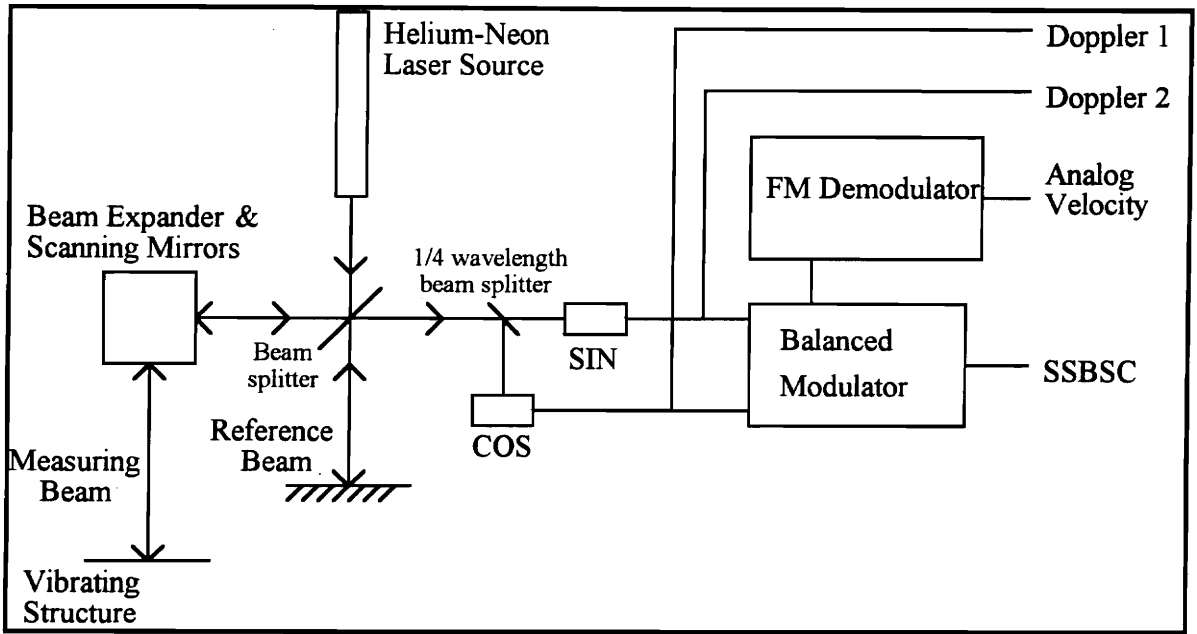 Helium-Neon
Laser Source
Doppler 1
Doppler 2
FM Demodulator
Analog
Velocity
Beam Expander &
Scanning Mirrors
1/4 wavelength
beam splitter
Beam
splitter
SIN
Balanced
Modulator
SSBSC
COS
Reference
Beam
Measuring
Beam
Vibrating
Structure